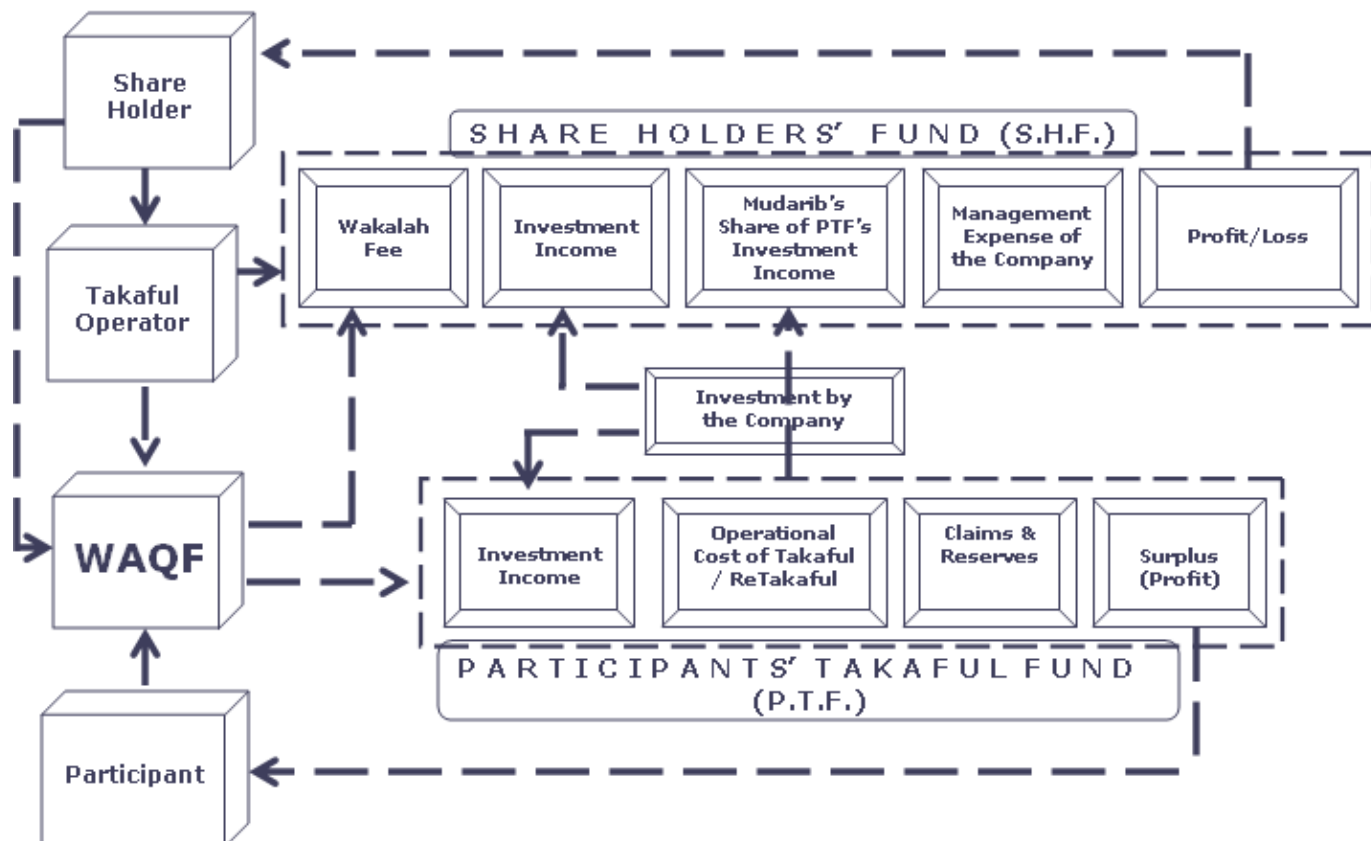 Share
Holder
SHARE HOLDERS' FUND (S.H.F.)
Wakalah
Fee
Investment
Income
Mudarib's
Share of PTF's
Investment
Income
Management
Expense of
the Company
Profit/Loss
Takaful
Operator
Investment by
the Company
WAQF
Investment
Income
Operational
Cost of Takaful
/ ReTakaful
Claims &
Reserves
Surplus
(Profit)
PARTICIPANTS' TAKAFUL FUND
(P.T.F.)
Participant